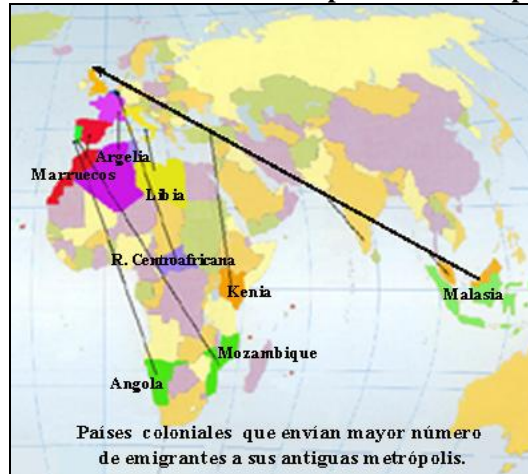 Argelia
Marruecos
Libia
R. Centroafricana
Kenia
Malasia
Mozambique
Angola
Países coloniales que envían mayor número
de emigrantes a sus antiguas metrópolis.